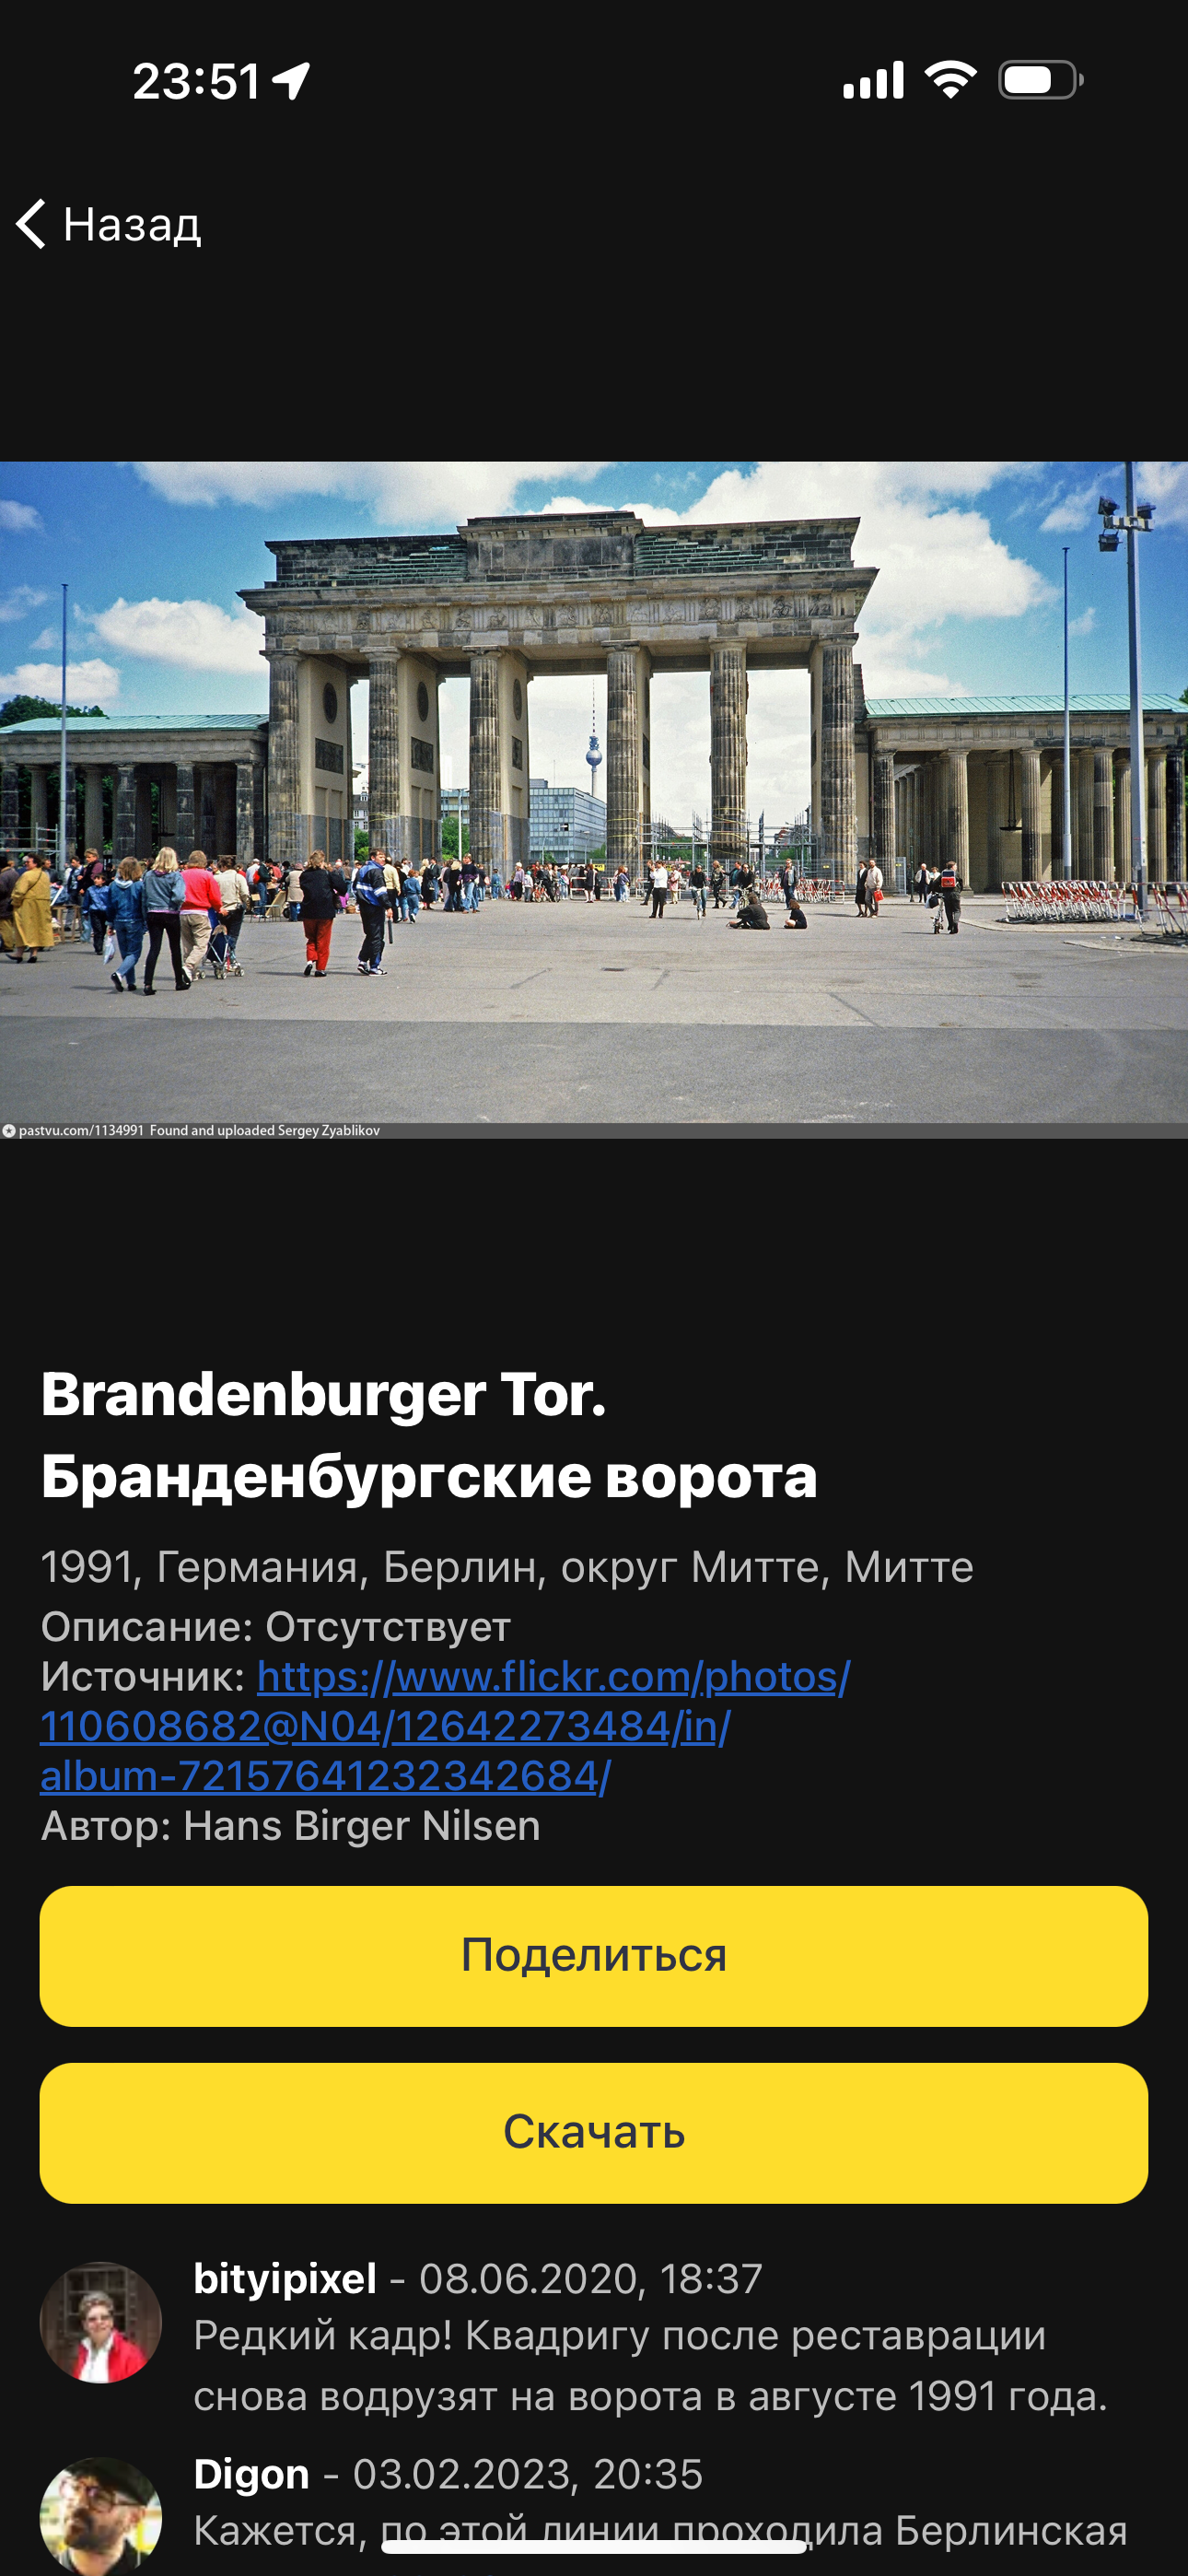 23:51
Назад
pastvu.com/1134991 Found and uploaded Sergey Zyablikov
Brandenburger Tor.
Бранденбургские ворота
1991, Германия, Берлин, округ Митте, Митте
Описание: Отсутствует
Источник: https://www.flickr.com/photos/
110608682@N04/12642273484/in/
album-72157641232342684/
Автор: Hans Birger Nilsen
Поделиться
Скачать
bityipixel - 08.06.2020, 18:37
Редкий кадр! Квадригу после реставрации
снова водрузят на ворота в августе 1991 года.
Digon - 03.02.2023, 20:35
Кажется, по этой линии проходила Берлинская